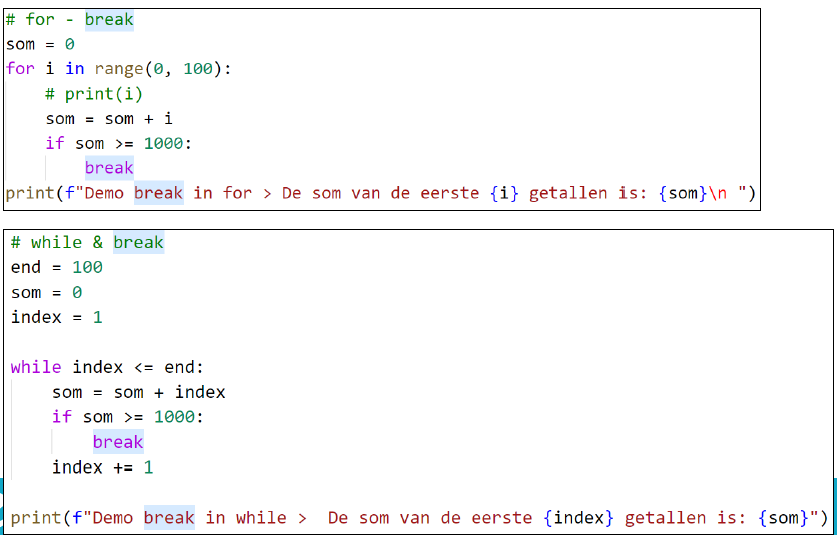 # for - break
som = 0
for i in range(0, 100):
    # print(i)
    som = som + i
    if som >= 1000:
        break
print(f"Demo break in for > De som van de eerste {i} getallen is: {som}\n ")
# while & break
end = 100
som = 0
index = 1
while index <= end:
    som = som + index
    if som >= 1000:
        break
    index += 1
print(f"Demo break in while >  De som van de eerste {index} getallen is: {som}")